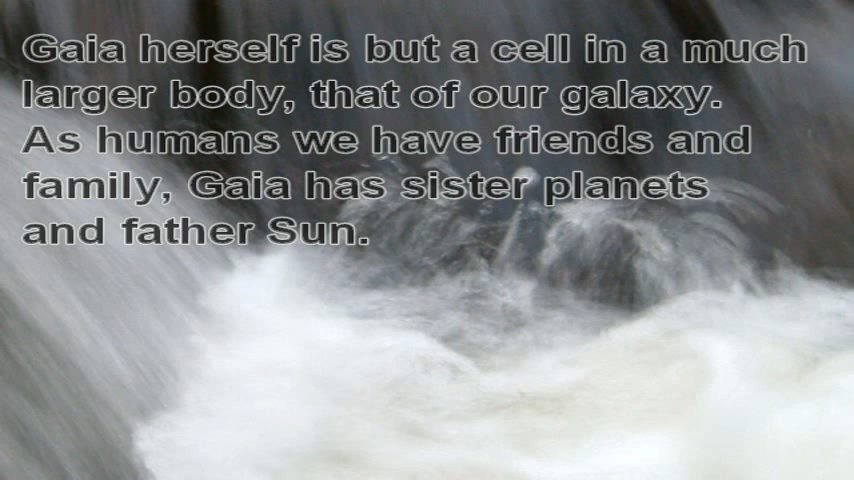 Gaia herself is but a cell in a much
larger body, that of our galaxy.
As humans we have friends and
family, Gaia has sister planets
and father Sun.